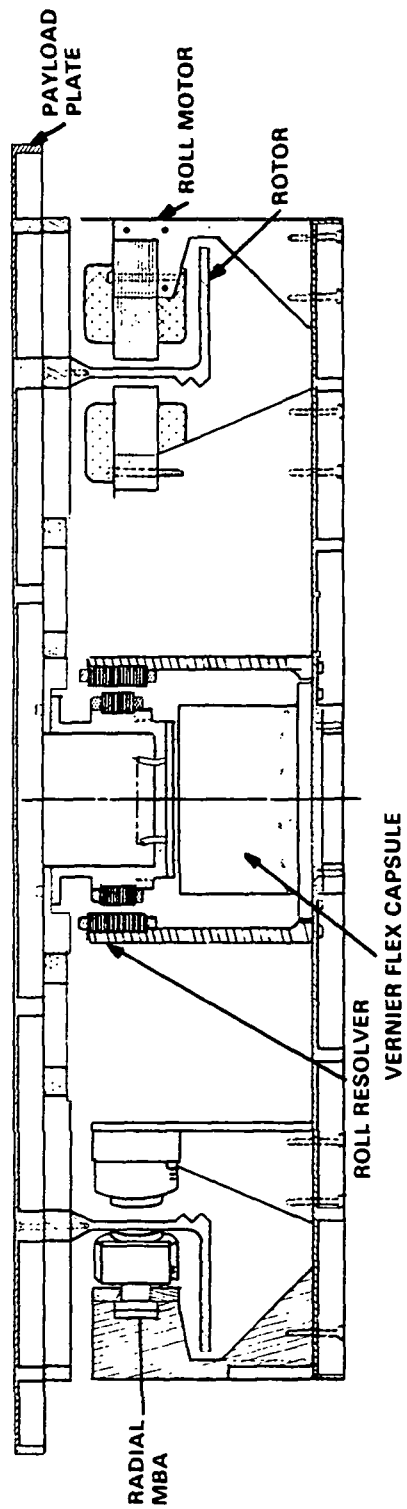 PAYLOAD
PLATE
ROLL MOTOR
ROTOR
VERNIER FLEX CAPSULE
ROLL RESOLVER
RADIAL
MBA